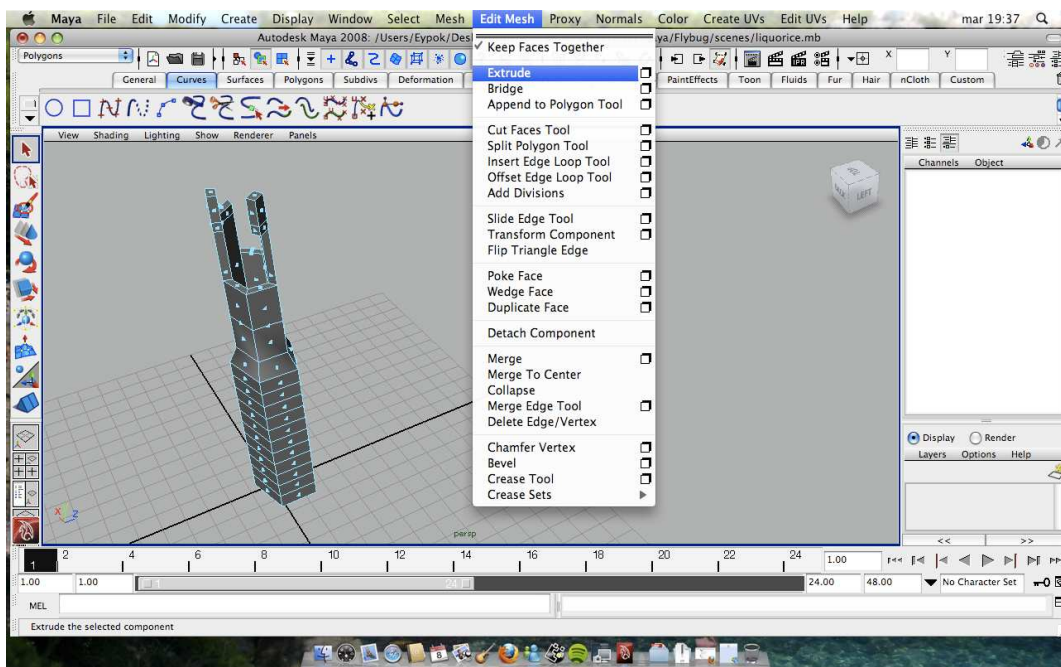 Maya File Edit Modify Create Display Window Select Mesh Edit Mesh Proxy Normals Color Create UVs Edit UVs Help mar 19:37
Autodesk Maya 2008: /Users/Eypok/Des
ya/Flybug/scenes/liquorice.mb
Polygons
X
Y
General Curves Surfaces Polygons Subdivs Deformation
PaintEffects Toon Fluids Fur Hair nCloth Custom
View Shading Lighting Show Renderer Panels
✓ Keep Faces Together
Extrude
Bridge
Append to Polygon Tool
Cut Faces Tool
Split Polygon Tool
Insert Edge Loop Tool
Offset Edge Loop Tool
Add Divisions
Slide Edge Tool
Transform Component
Flip Triangle Edge
Poke Face
Wedge Face
Duplicate Face
Detach Component
Merge
Merge To Center
Collapse
Merge Edge Tool
Delete Edge/Vertex
Chamfer Vertex
Bevel
Crease Tool
Crease Sets
LEFT
Channels Object
Display Render
Layers Options Help
<< >>
x z
persp
1 2 4 6 8 10 12 14 16 18 20 22 24 1.00
1.00 1.00 1 24 24.00 48.00 No Character Set
MEL
Extrude the selected component
8